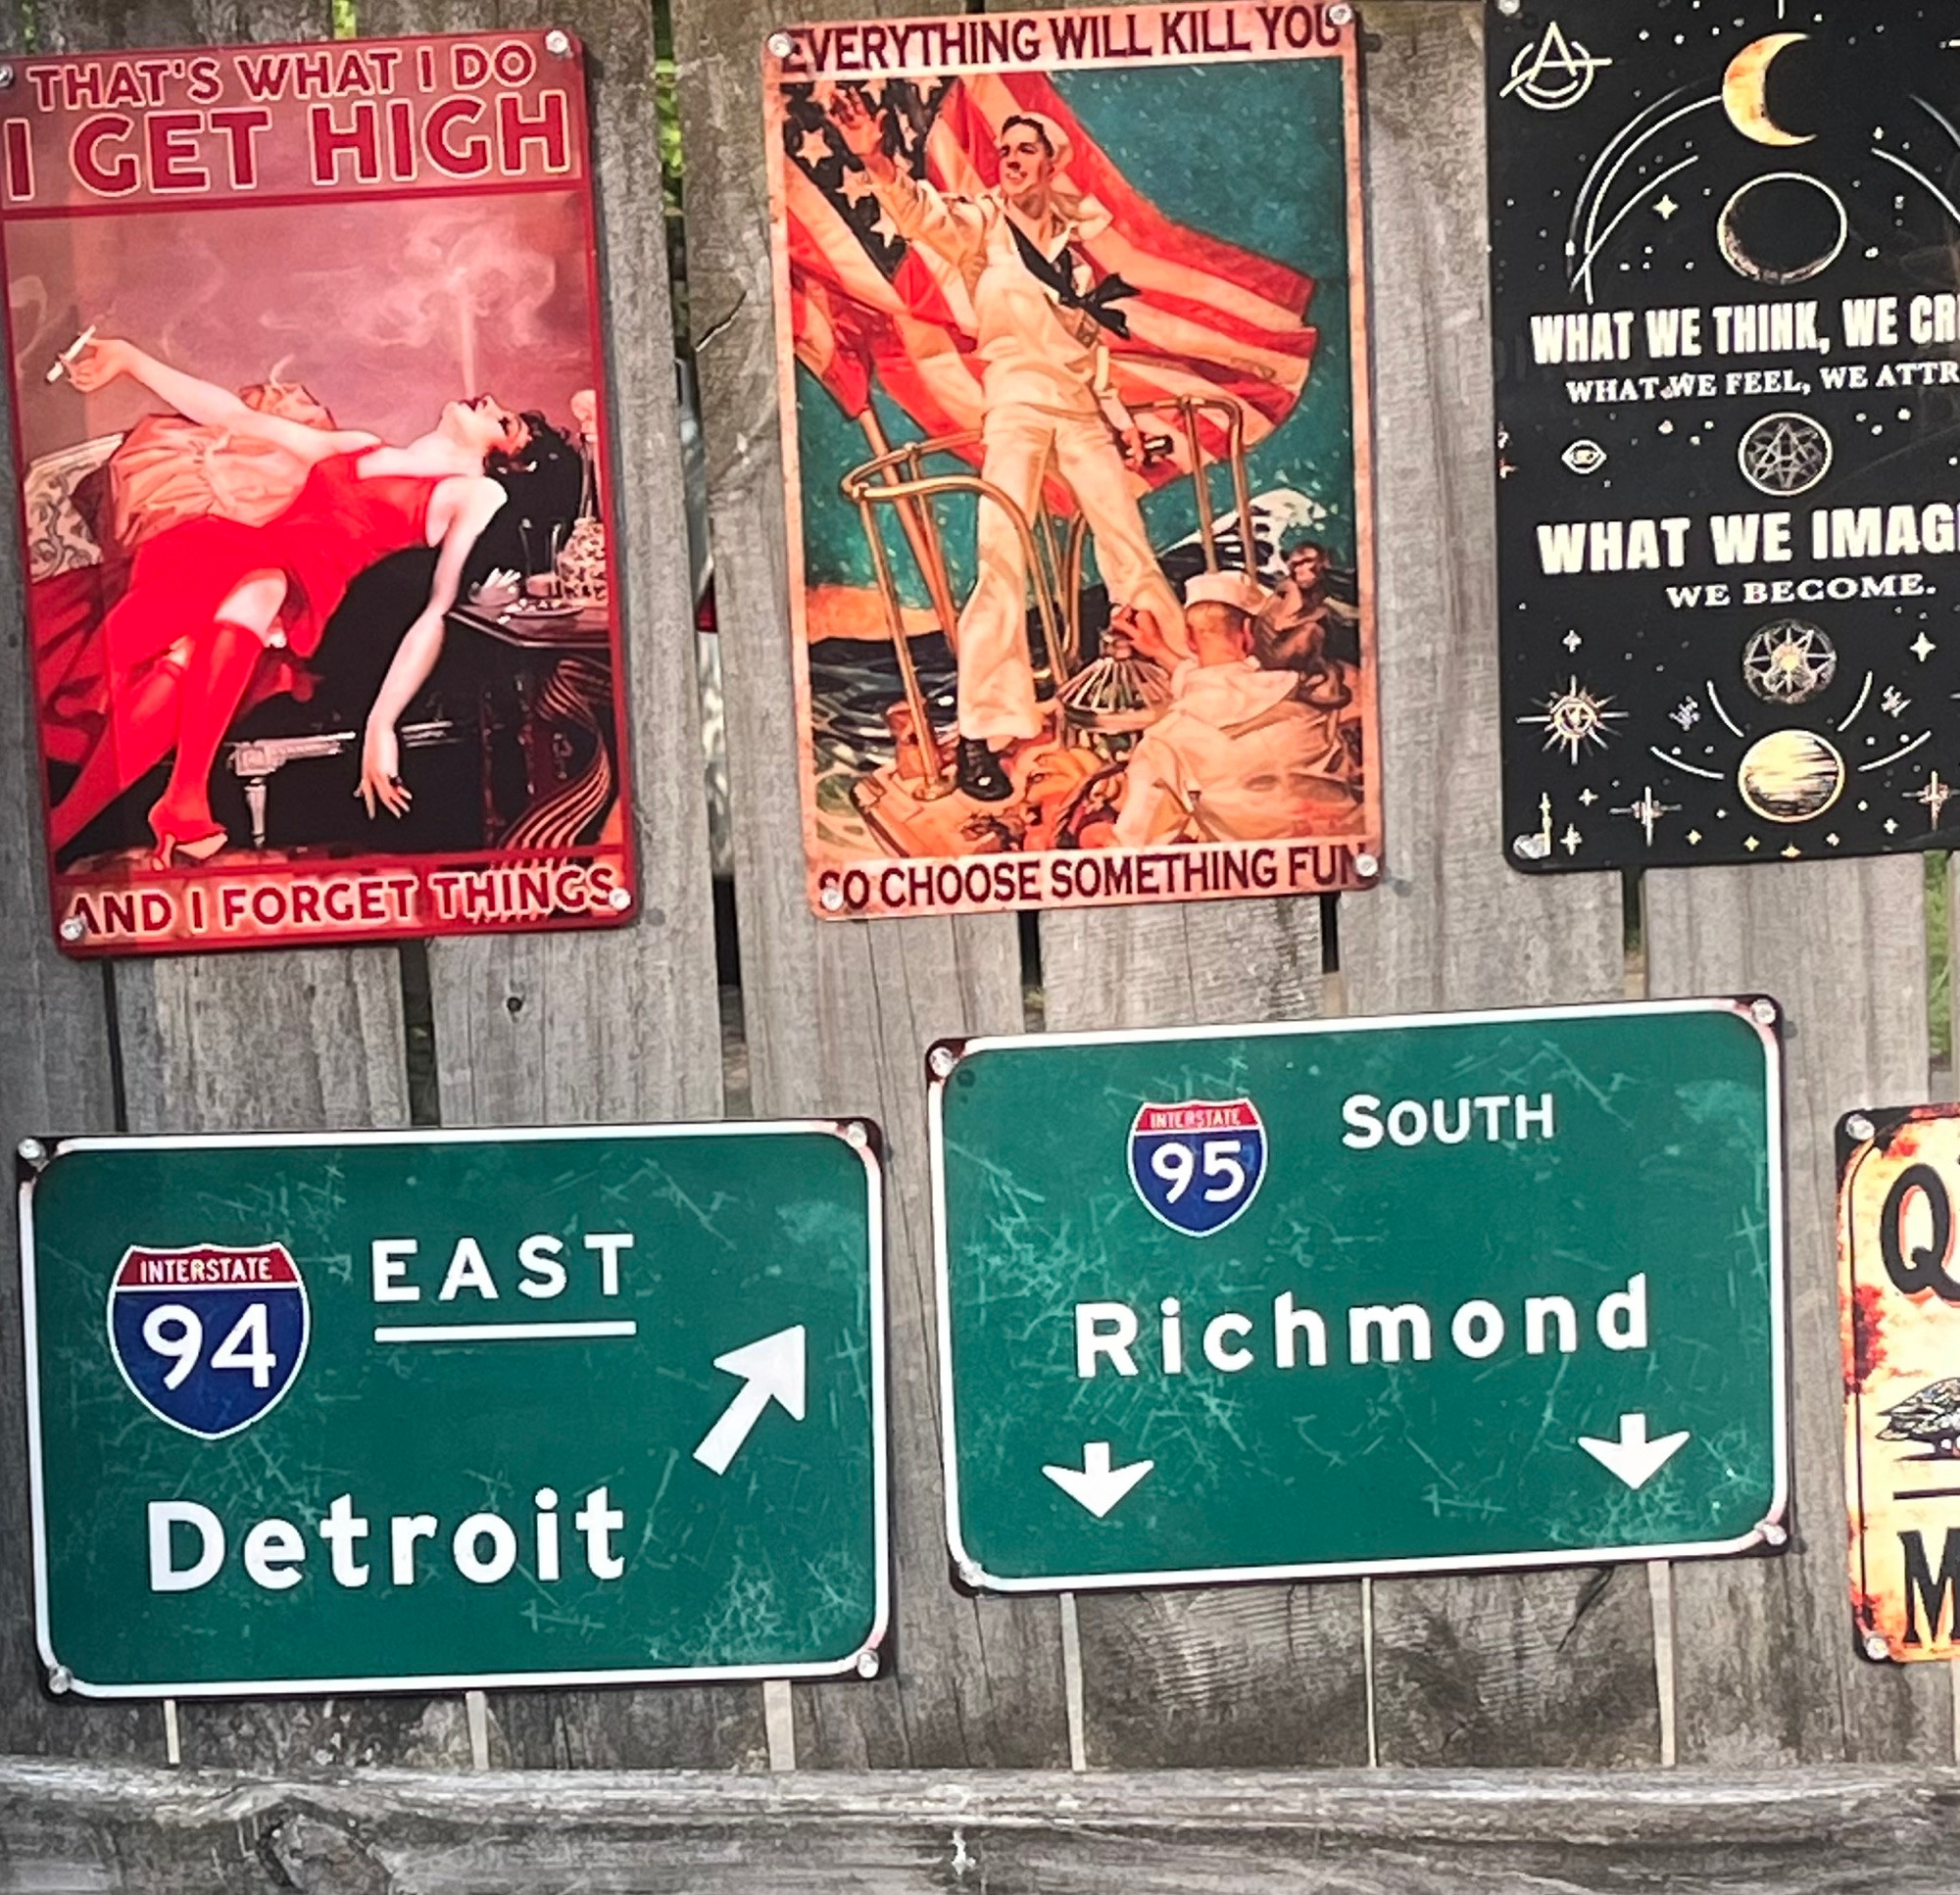 THAT'S WHAT I DO
I GET HIGH
AND I FORGET THINGS
EVERYTHING WILL KILL YOU
SO CHOOSE SOMETHING FUN
WHAT WE THINK, WE CR
WHAT WE FEEL, WE ATTR
WHAT WE IMAG
WE BECOME.
INTERSTATE
94
EAST
Detroit
INTERSTATE
95
SOUTH
Richmond
Q
M